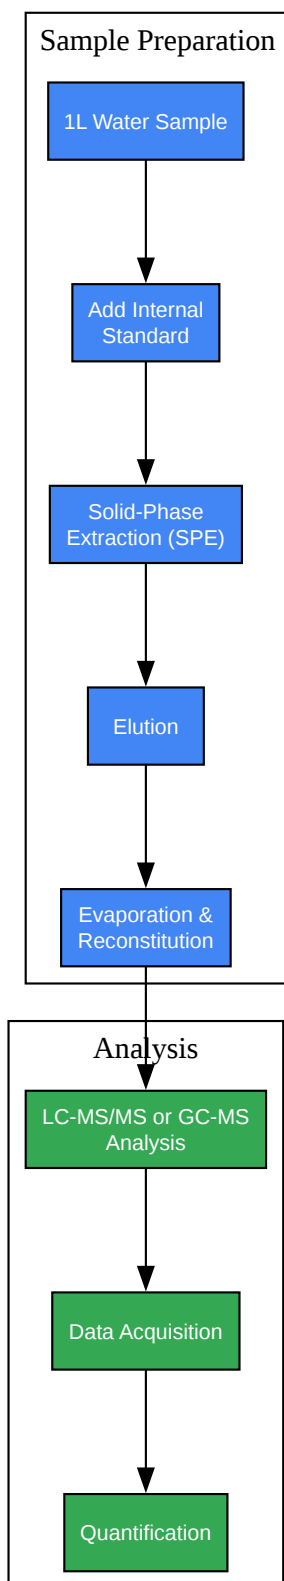 Sample Preparation
1L Water Sample
Add Internal
Standard
Solid-Phase
Extraction (SPE)
Elution
Evaporation &
Reconstitution
Analysis
LC-MS/MS or GC-MS
Analysis
Data Acquisition
Quantification